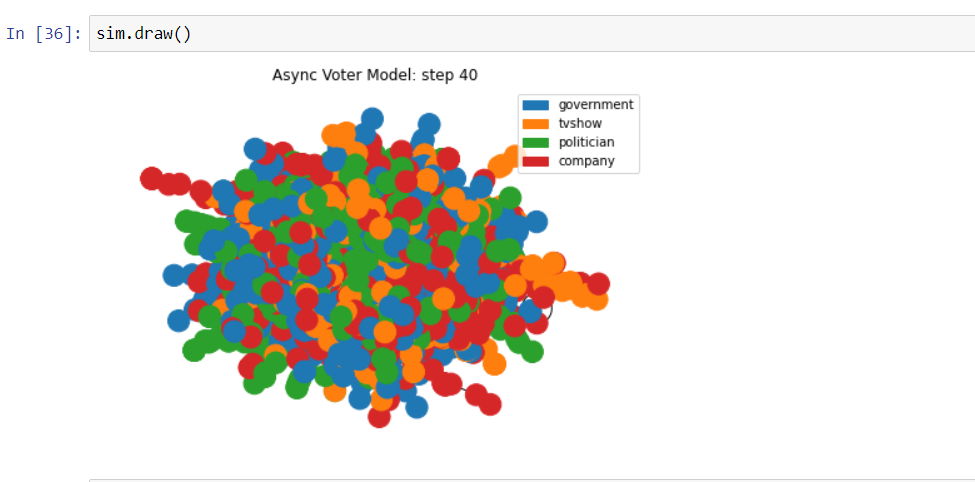 In [36]: sim.draw()
Async Voter Model: step 40
government
tvshow
politician
company